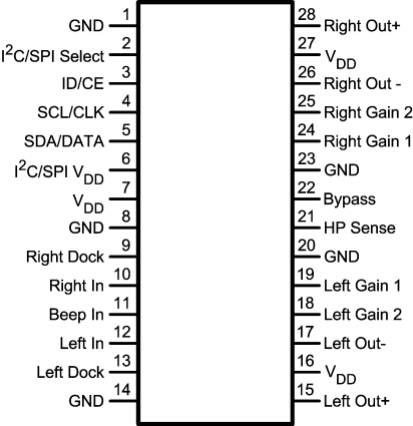 GND 1 28 Right Out+
I²C/SPI Select 2 27 V_DD
ID/CE 3 26 Right Out -
SCL/CLK 4 25 Right Gain 2
SDA/DATA 5 24 Right Gain 1
I²C/SPI V_DD 6 23 GND
V_DD 7 22 Bypass
GND 8 21 HP Sense
Right Dock 9 20 GND
Right In 10 19 Left Gain 1
Beep In 11 18 Left Gain 2
Left In 12 17 Left Out-
Left Dock 13 16 V_DD
GND 14 15 Left Out+